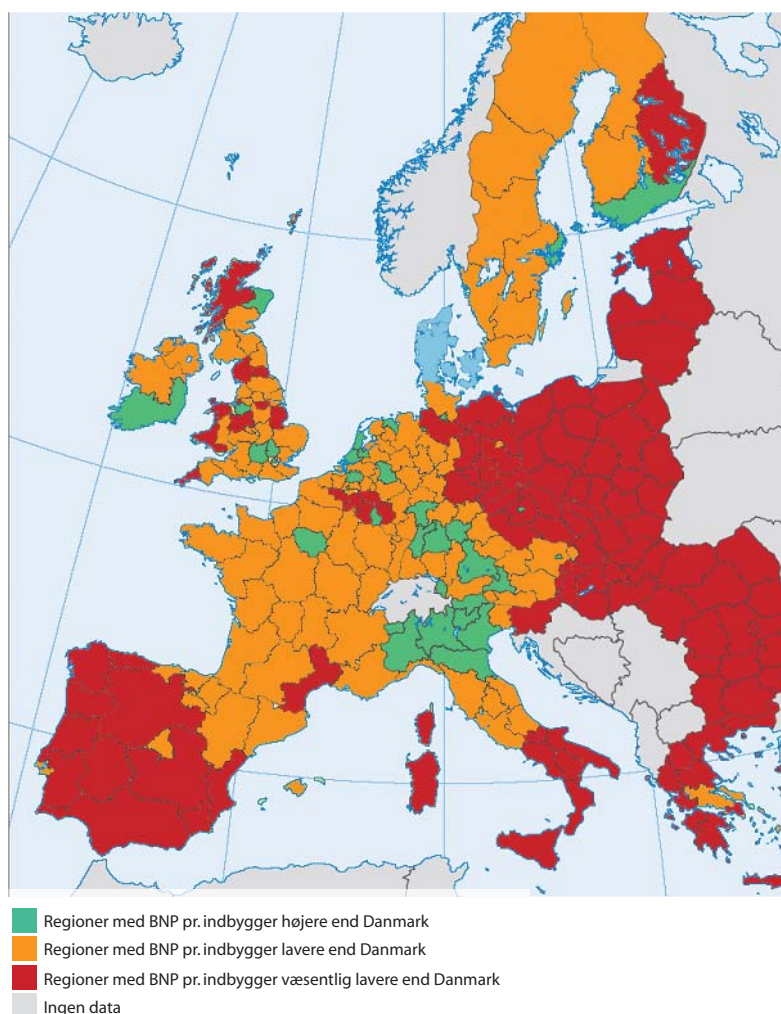 Regioner med BNP pr. indbygger højere end Danmark
Regioner med BNP pr. indbygger lavere end Danmark
Regioner med BNP pr. indbygger væsentlig lavere end Danmark
Ingen data